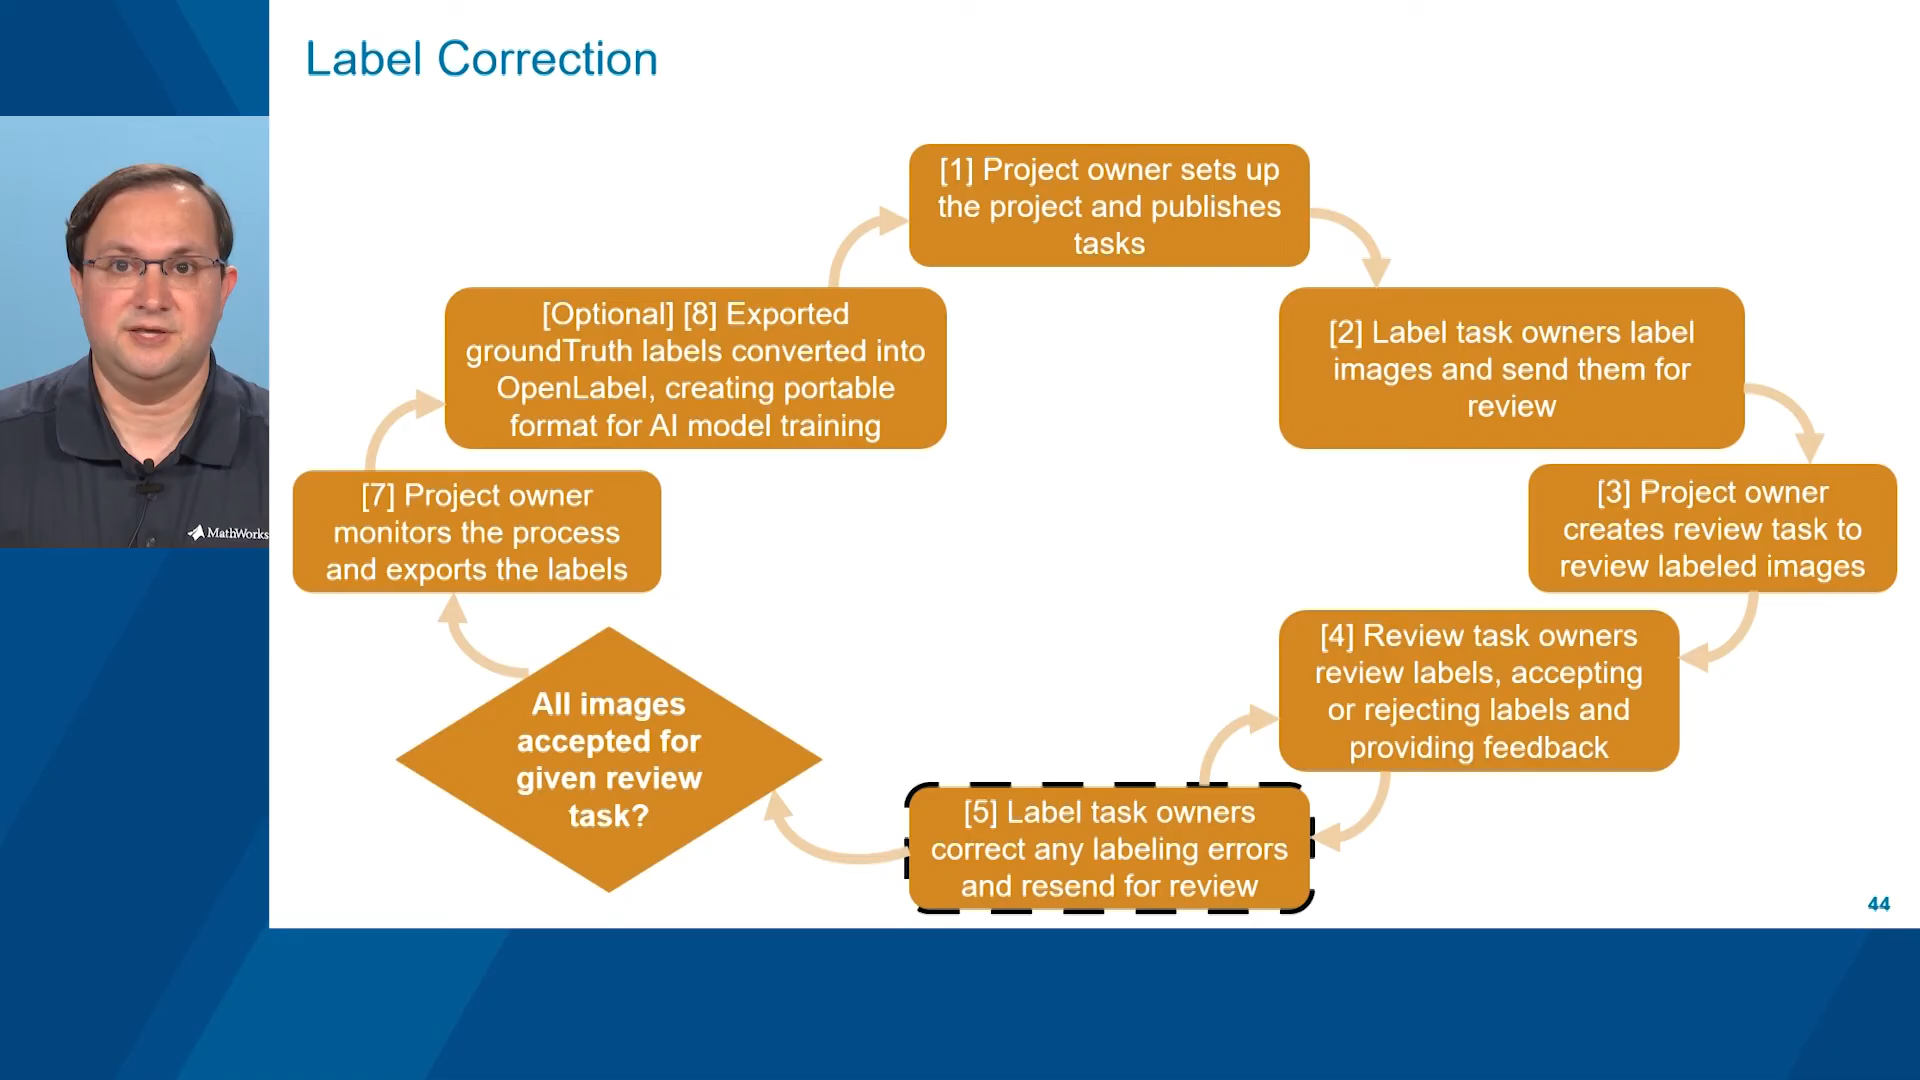 Label Correction
[1] Project owner sets up
the project and publishes
tasks
[2] Label task owners label
images and send them for
review
[3] Project owner
creates review task to
review labeled images
[4] Review task owners
review labels, accepting
or rejecting labels and
providing feedback
[5] Label task owners
correct any labeling errors
and resend for review
All images
accepted for
given review
task?
[7] Project owner
monitors the process
and exports the labels
[Optional] [8] Exported
groundTruth labels converted into
OpenLabel, creating portable
format for AI model training
MathWorks
44